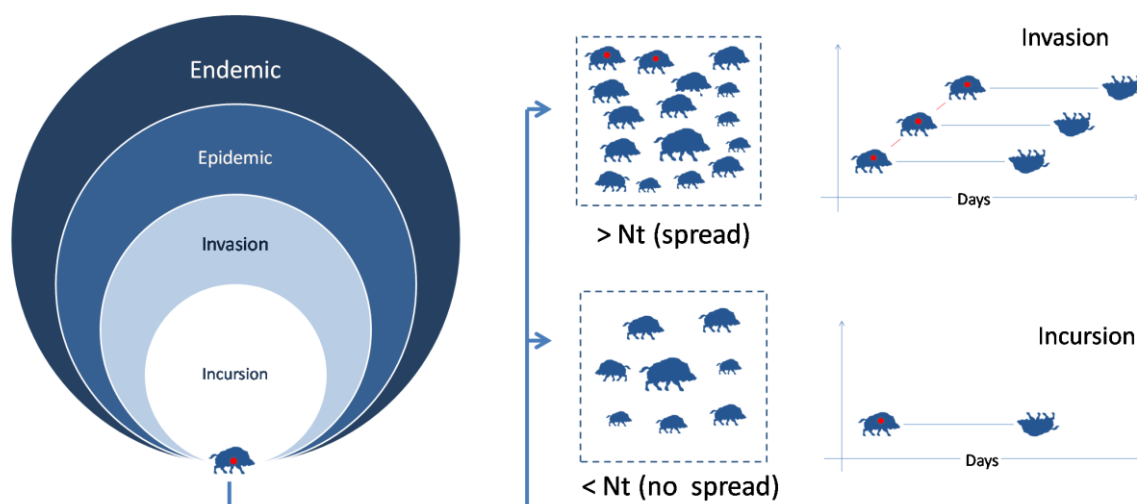 Endemic
Epidemic
Invasion
Incursion
> Nt (spread)
Invasion
Days
< Nt (no spread)
Incursion
Days